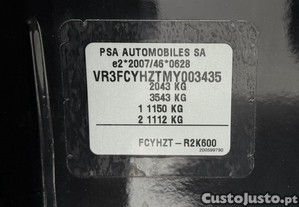 PSA AUTOMOBILES SA
e2*2007/46*0628
VR3FCYHZTMY003435
2043 KG
3543 KG
1 1150 KG
2 1112 KG
FCYHZT - R2K600
200589790
CustoJusto.pt